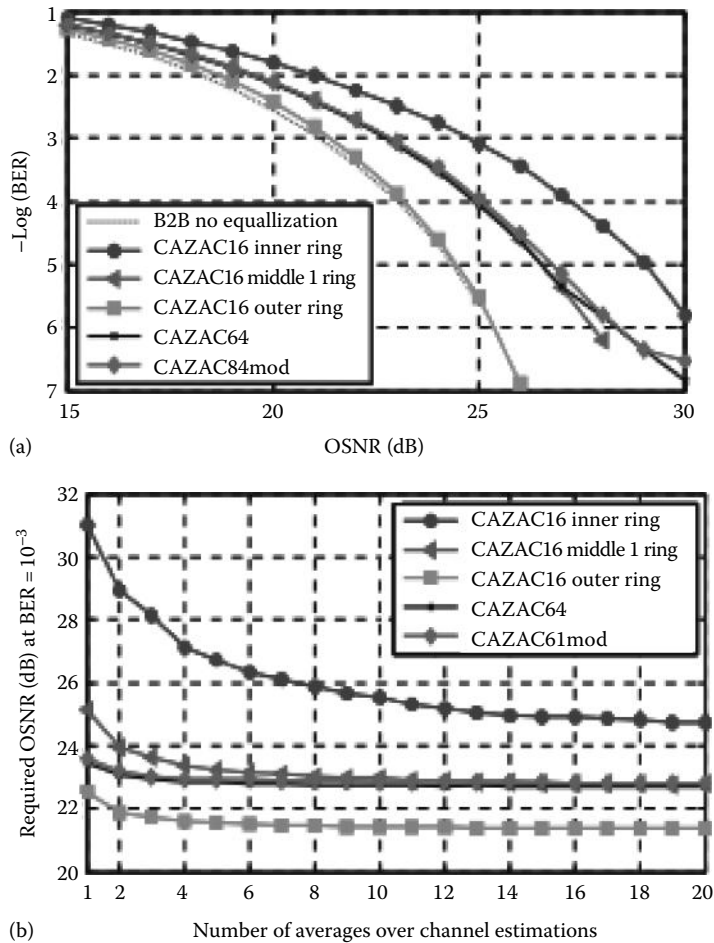 1
2
3
4
5
6
7
–Log (BER)
B2B no equallization
CAZAC16 inner ring
CAZAC16 middle 1 ring
CAZAC16 outer ring
CAZAC64
CAZAC84mod
15 20 25 30
(a) OSNR (dB)
32
30
28
26
24
22
20
Required OSNR (dB) at BER = 10⁻³
CAZAC16 inner ring
CAZAC16 middle 1 ring
CAZAC16 outer ring
CAZAC64
CAZAC61mod
1 2 4 6 8 10 12 14 16 18 20
(b) Number of averages over channel estimations